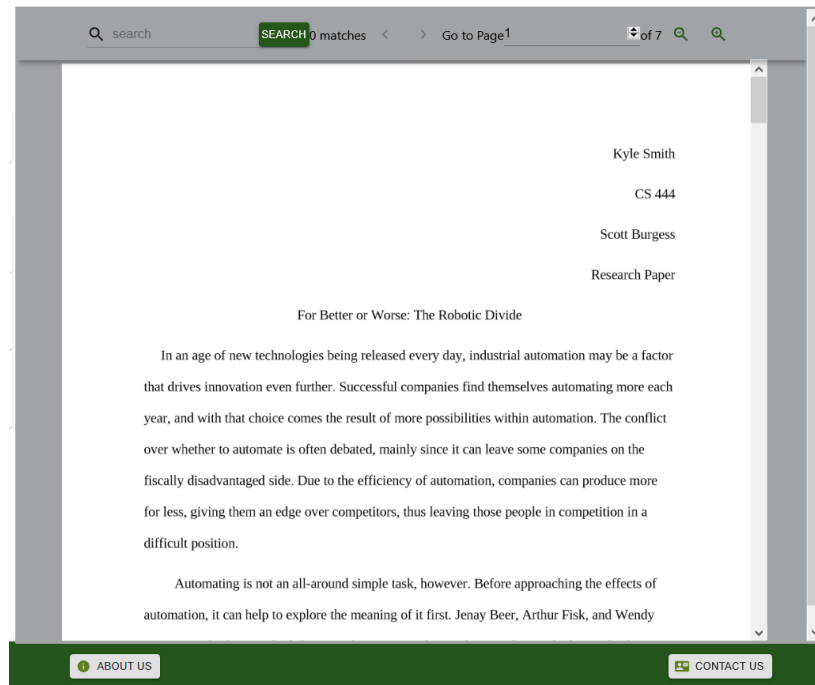 search SEARCH 0 matches Go to Page 1 of 7
Kyle Smith
CS 444
Scott Burgess
Research Paper
For Better or Worse: The Robotic Divide
In an age of new technologies being released every day, industrial automation may be a factor
that drives innovation even further. Successful companies find themselves automating more each
year, and with that choice comes the result of more possibilities within automation. The conflict
over whether to automate is often debated, mainly since it can leave some companies on the
fiscally disadvantaged side. Due to the efficiency of automation, companies can produce more
for less, giving them an edge over competitors, thus leaving those people in competition in a
difficult position.
Automating is not an all-around simple task, however. Before approaching the effects of
automation, it can help to explore the meaning of it first. Jenay Beer, Arthur Fisk, and Wendy
ABOUT US CONTACT US